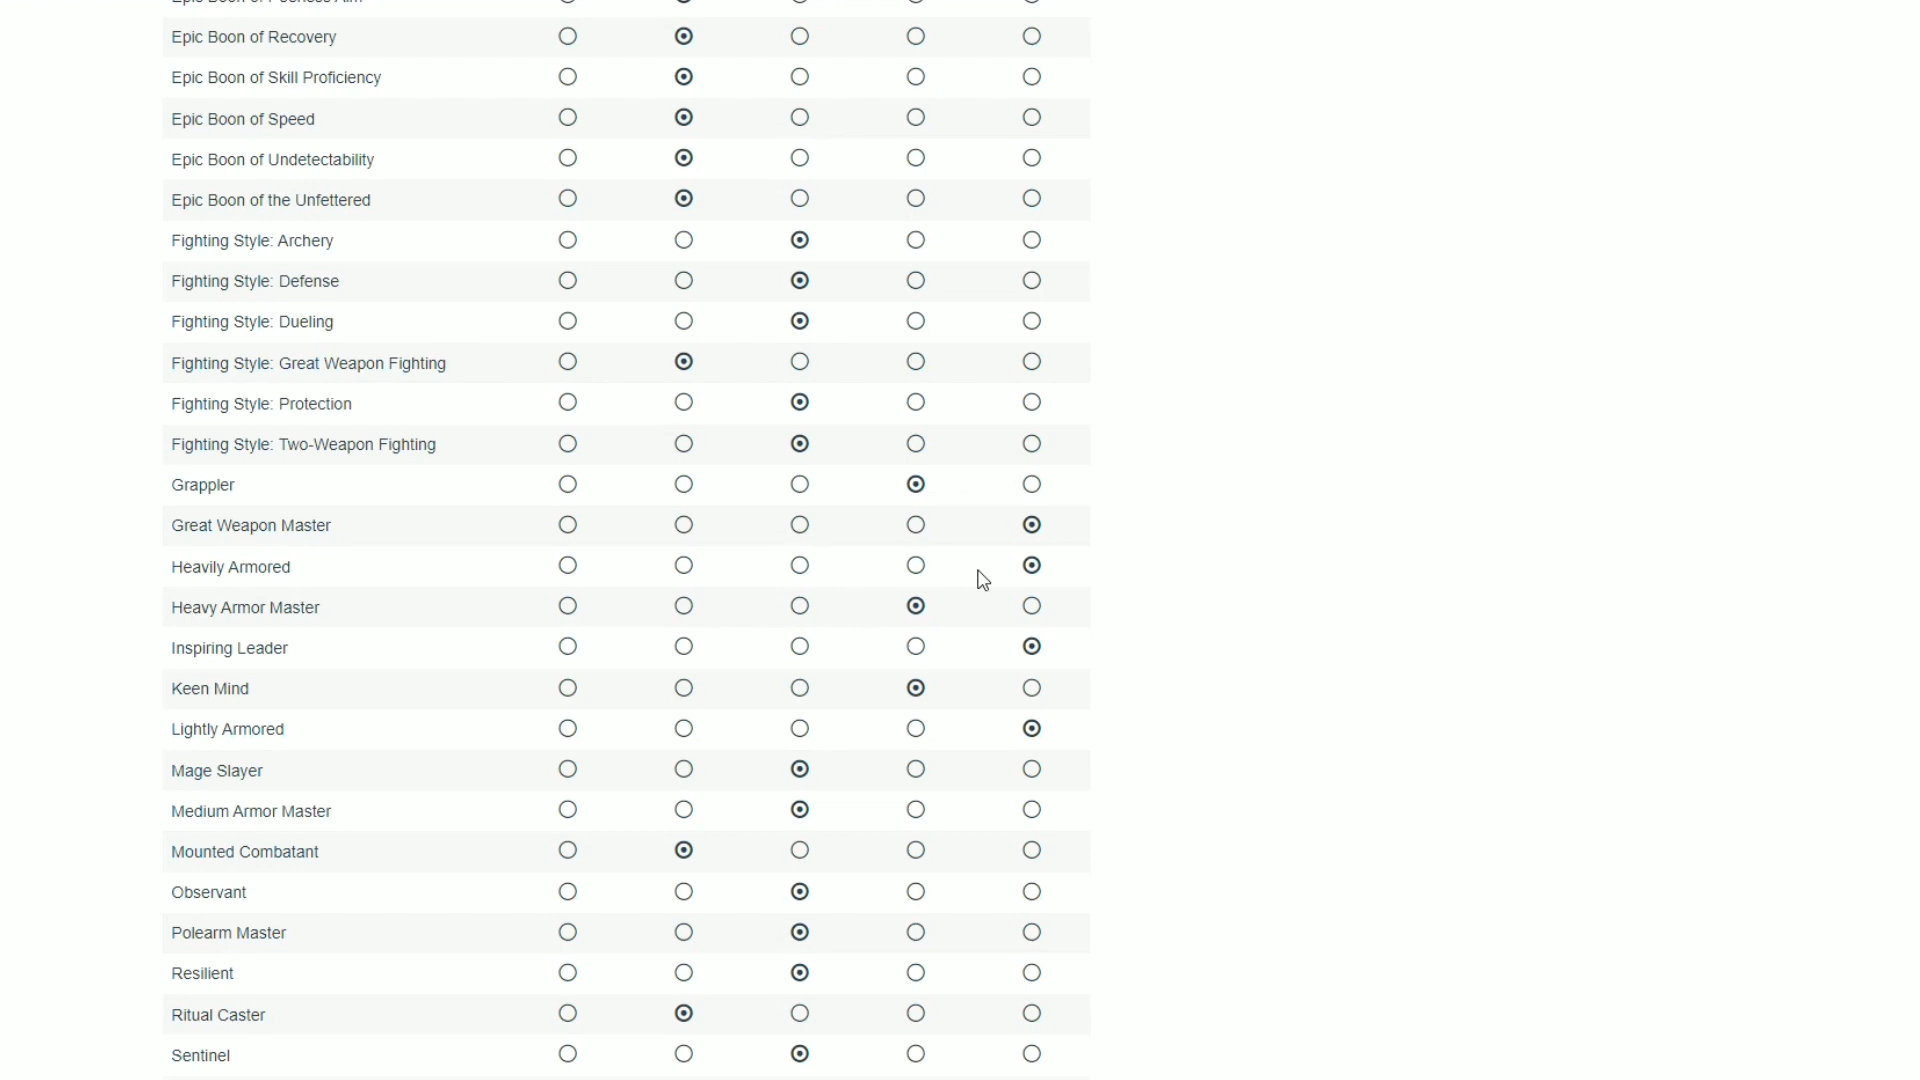 Epic Boon of Recovery
Epic Boon of Skill Proficiency
Epic Boon of Speed
Epic Boon of Undetectability
Epic Boon of the Unfettered
Fighting Style: Archery
Fighting Style: Defense
Fighting Style: Dueling
Fighting Style: Great Weapon Fighting
Fighting Style: Protection
Fighting Style: Two-Weapon Fighting
Grappler
Great Weapon Master
Heavily Armored
Heavy Armor Master
Inspiring Leader
Keen Mind
Lightly Armored
Mage Slayer
Medium Armor Master
Mounted Combatant
Observant
Polearm Master
Resilient
Ritual Caster
Sentinel